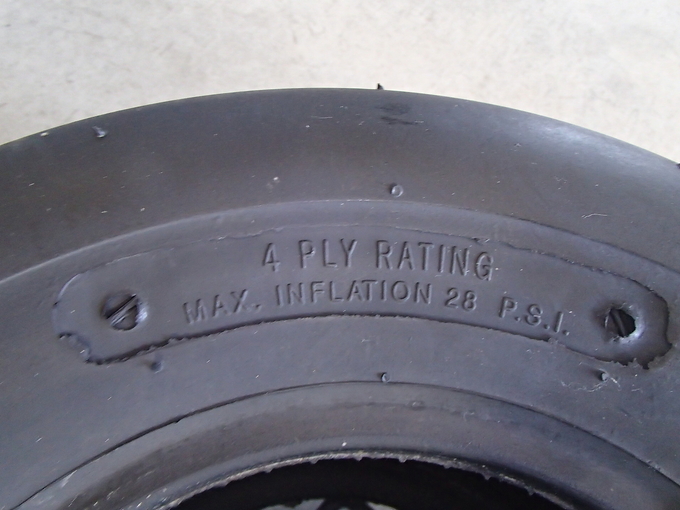 4 PLY RATING
MAX. INFLATION 28 P.S.I.